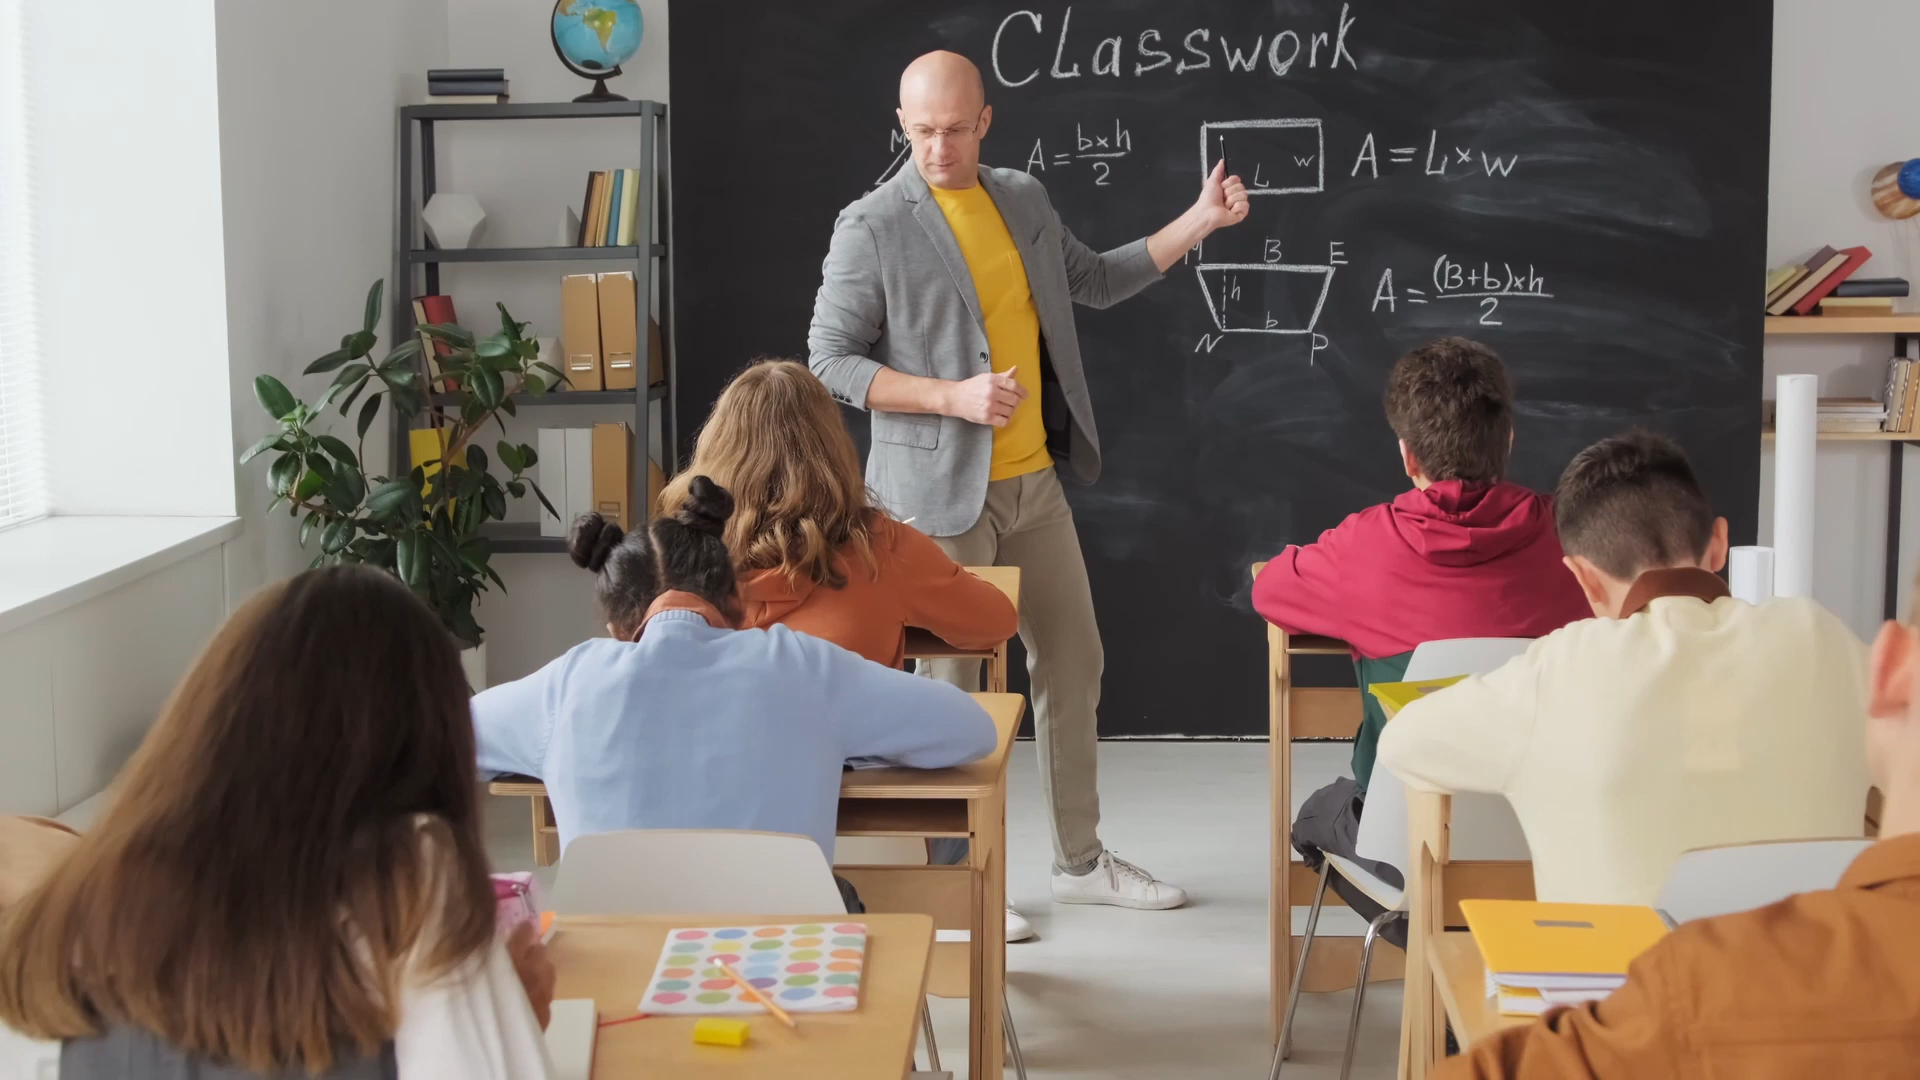 Classwork
M
A = b×h/2
L
w
A = L×w
M B E
h
b
N P
A = (B+b)×h/2